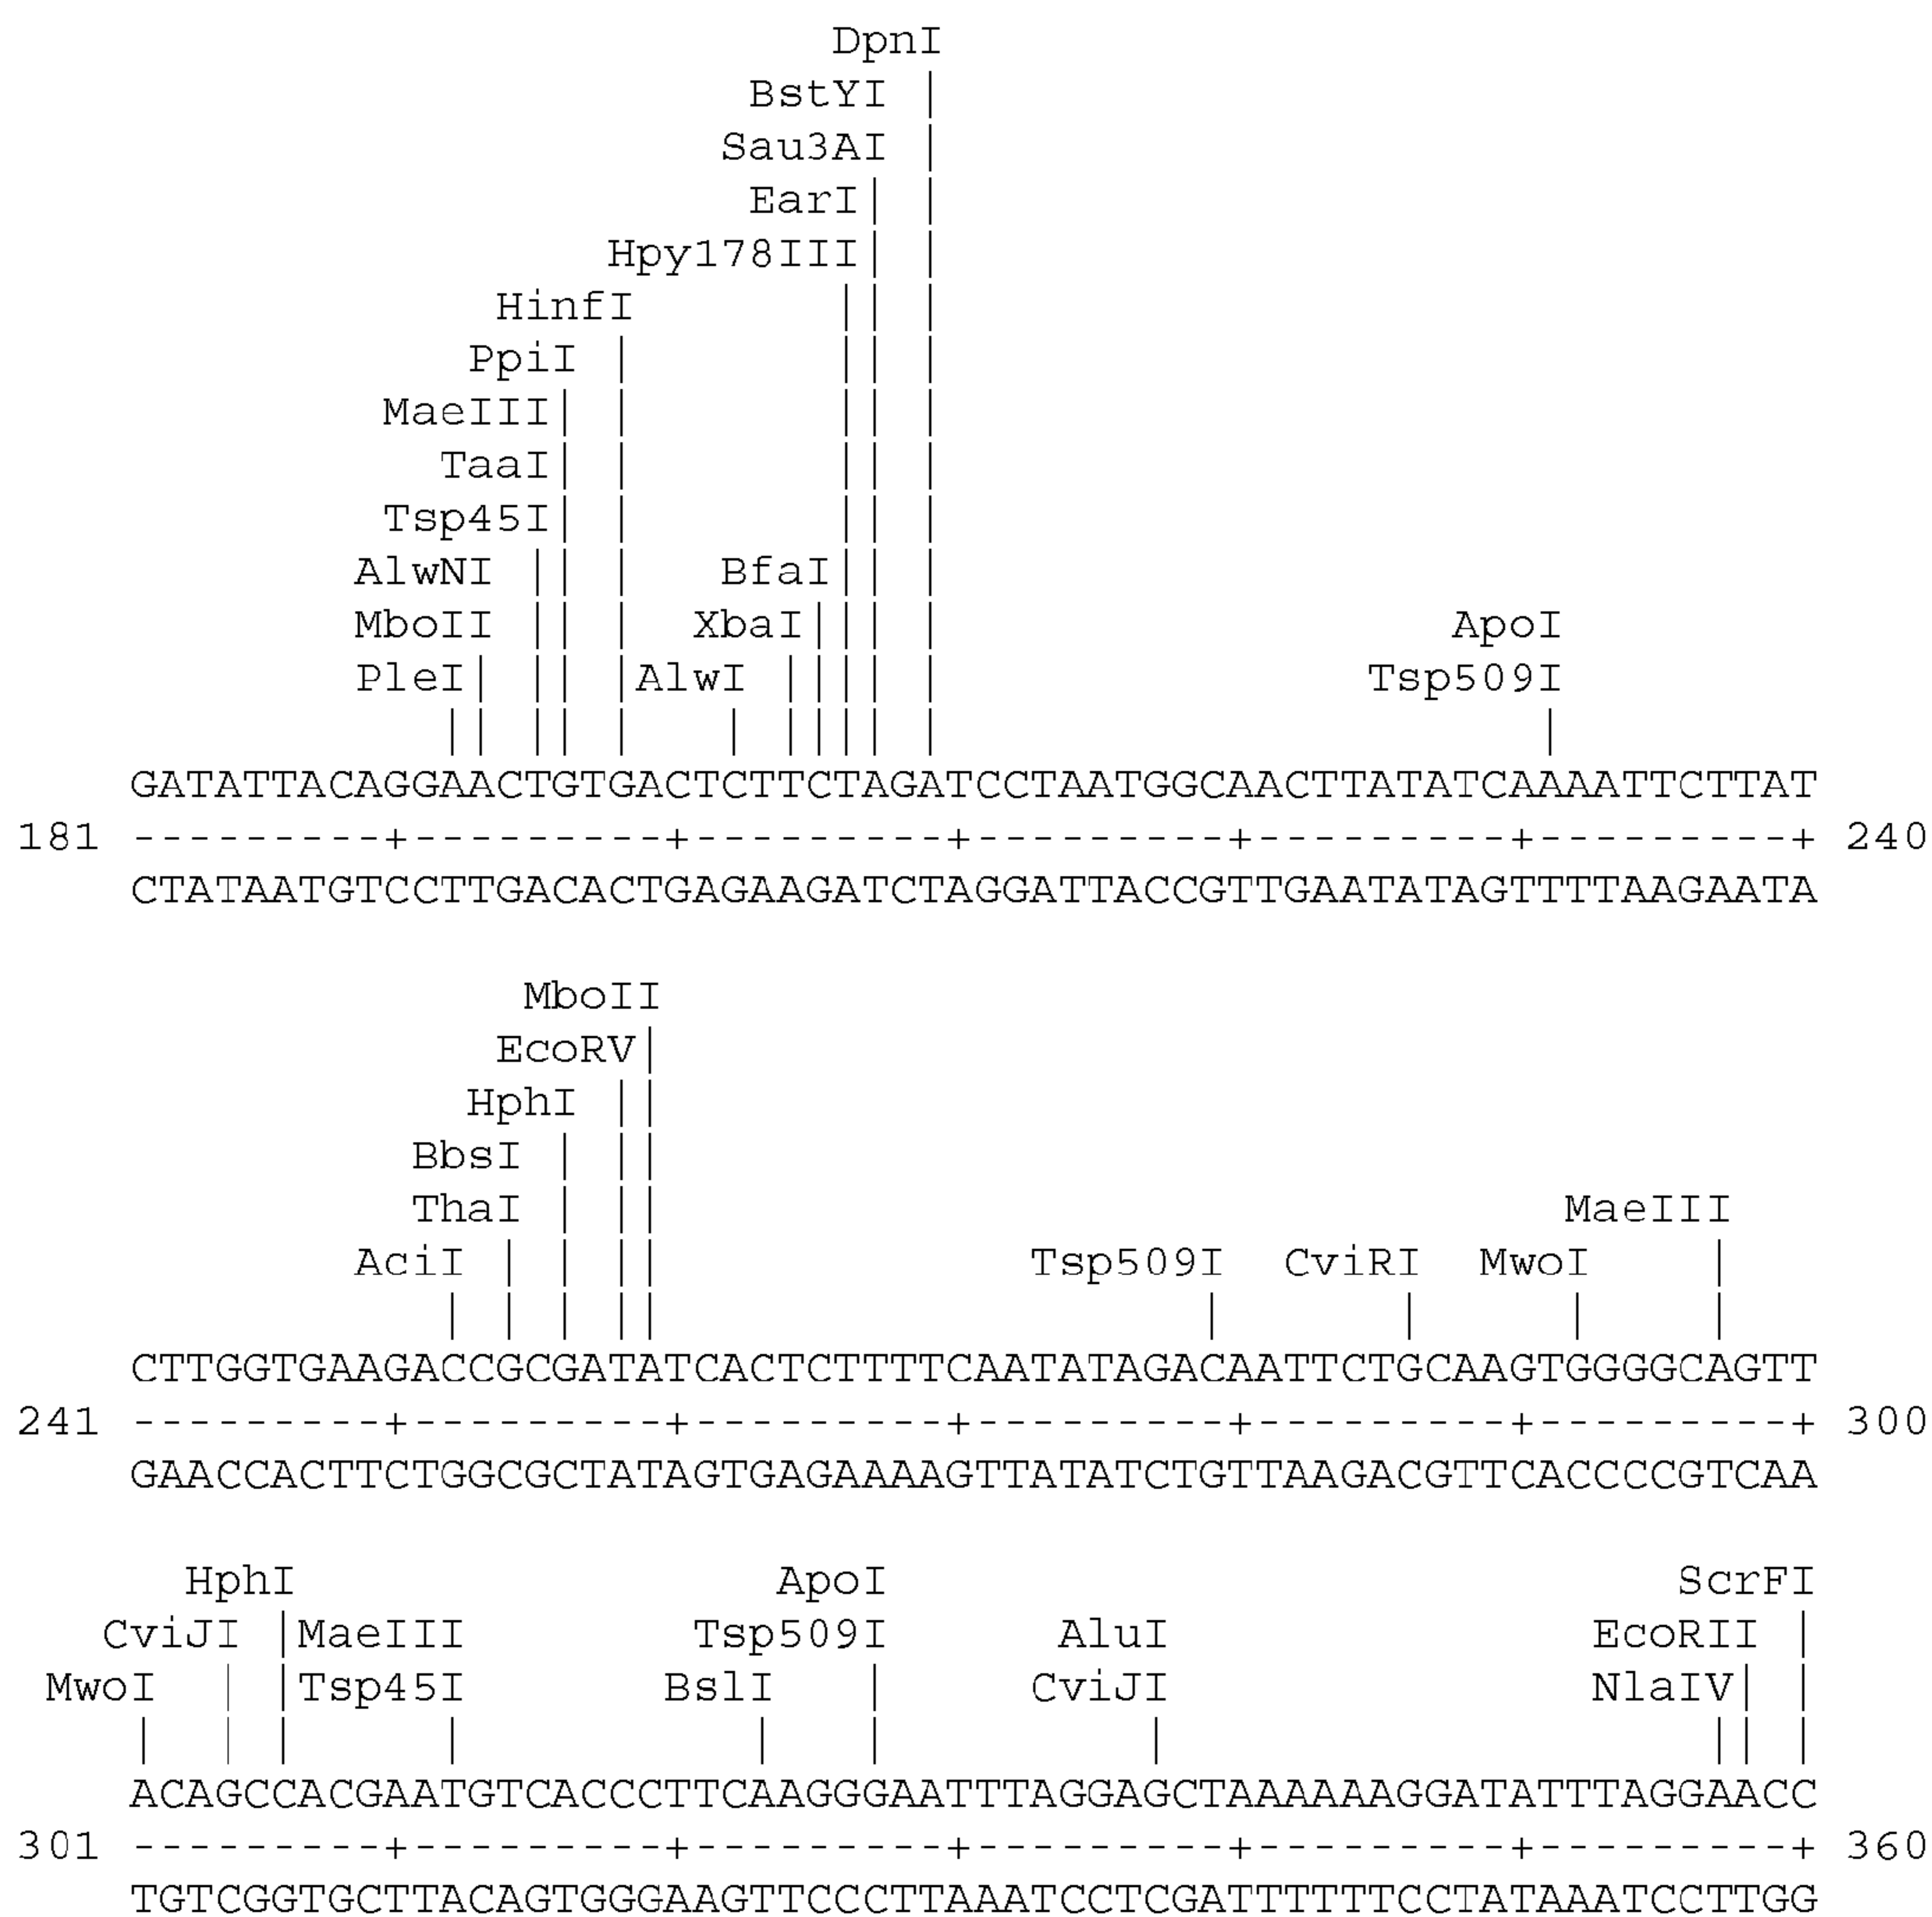 DpnI
BstYI
Sau3AI
EarI
Hpy178III
HinfI
PpiI
MaeIII
TaaI
Tsp45I
AlwNI BfaI
MboII XbaI ApoI
PleI AlwI Tsp509I
GATATTACAGGAACTGTGACTCTTCTAGATCCTAATGGCAACTTATATCAAAATTCTTAT
181 ---------+---------+---------+---------+---------+---------+ 240
CTATAATGTCCTTGACACTGAGAAGATCTAGGATTACCGTTGAATATAGTTTTAAGAATA
MboII
EcoRV
HphI
BbsI
ThaI MaeIII
AciI Tsp509I CviRI MwoI
CTTGGTGAAGACCGCGATATCACTCTTTTCAATATAGACAATTCTGCAAGTGGGGCAGTT
241 ---------+---------+---------+---------+---------+---------+ 300
GAACCACTTCTGGCGCTATAGTGAGAAAAGTTATATCTGTTAAGACGTTCACCCCGTCAA
HphI ApoI ScrFI
CviJI MaeIII Tsp509I AluI EcoRII
MwoI Tsp45I BslI CviJI NlaIV
ACAGCCACGAATGTCACCCTTCAAGGGAATTTAGGAGCTAAAAAAGGATATTTAGGAACC
301 ---------+---------+---------+---------+---------+---------+ 360
TGTCGGTGCTTACAGTGGGAAGTTCCCTTAAATCCTCGATTTTTTCCTATAAATCCTTGG